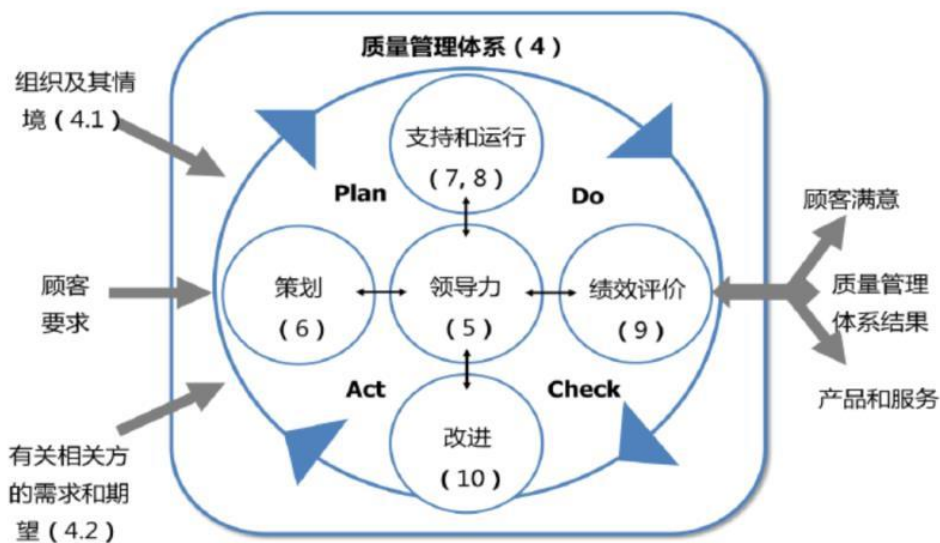 质量管理体系（4）
组织及其情
境（4.1）
支持和运行
（7, 8）
Plan
Do
顾客满意
顾客
要求
策划
（6）
领导力
（5）
绩效评价
（9）
质量管理
体系结果
Act
Check
产品和服务
改进
（10）
有关相关方
的需求和期
望（4.2）